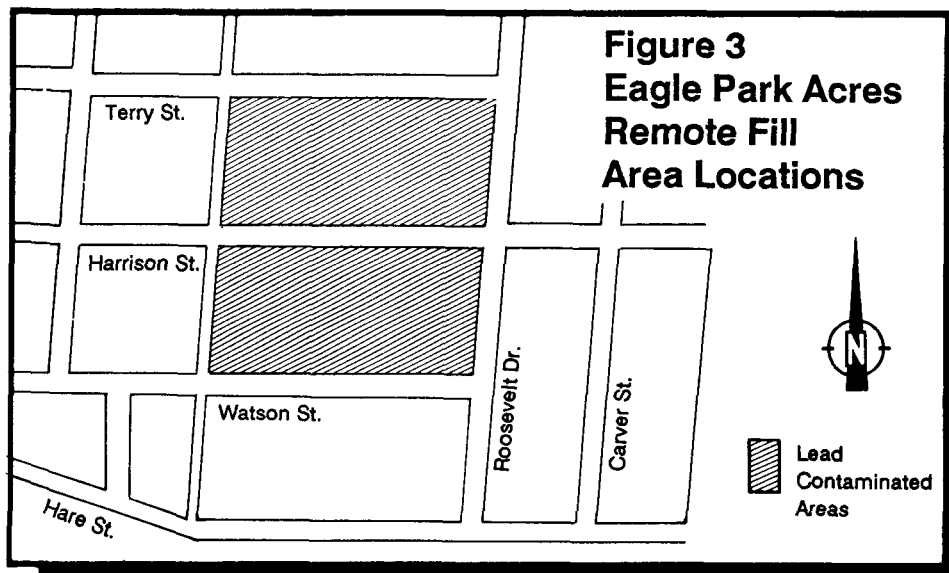 Figure 3
Eagle Park Acres
Remote Fill
Area Locations
Terry St.
Harrison St.
Watson St.
Roosevelt Dr.
Carver St.
Hare St.
N
Lead
Contaminated
Areas